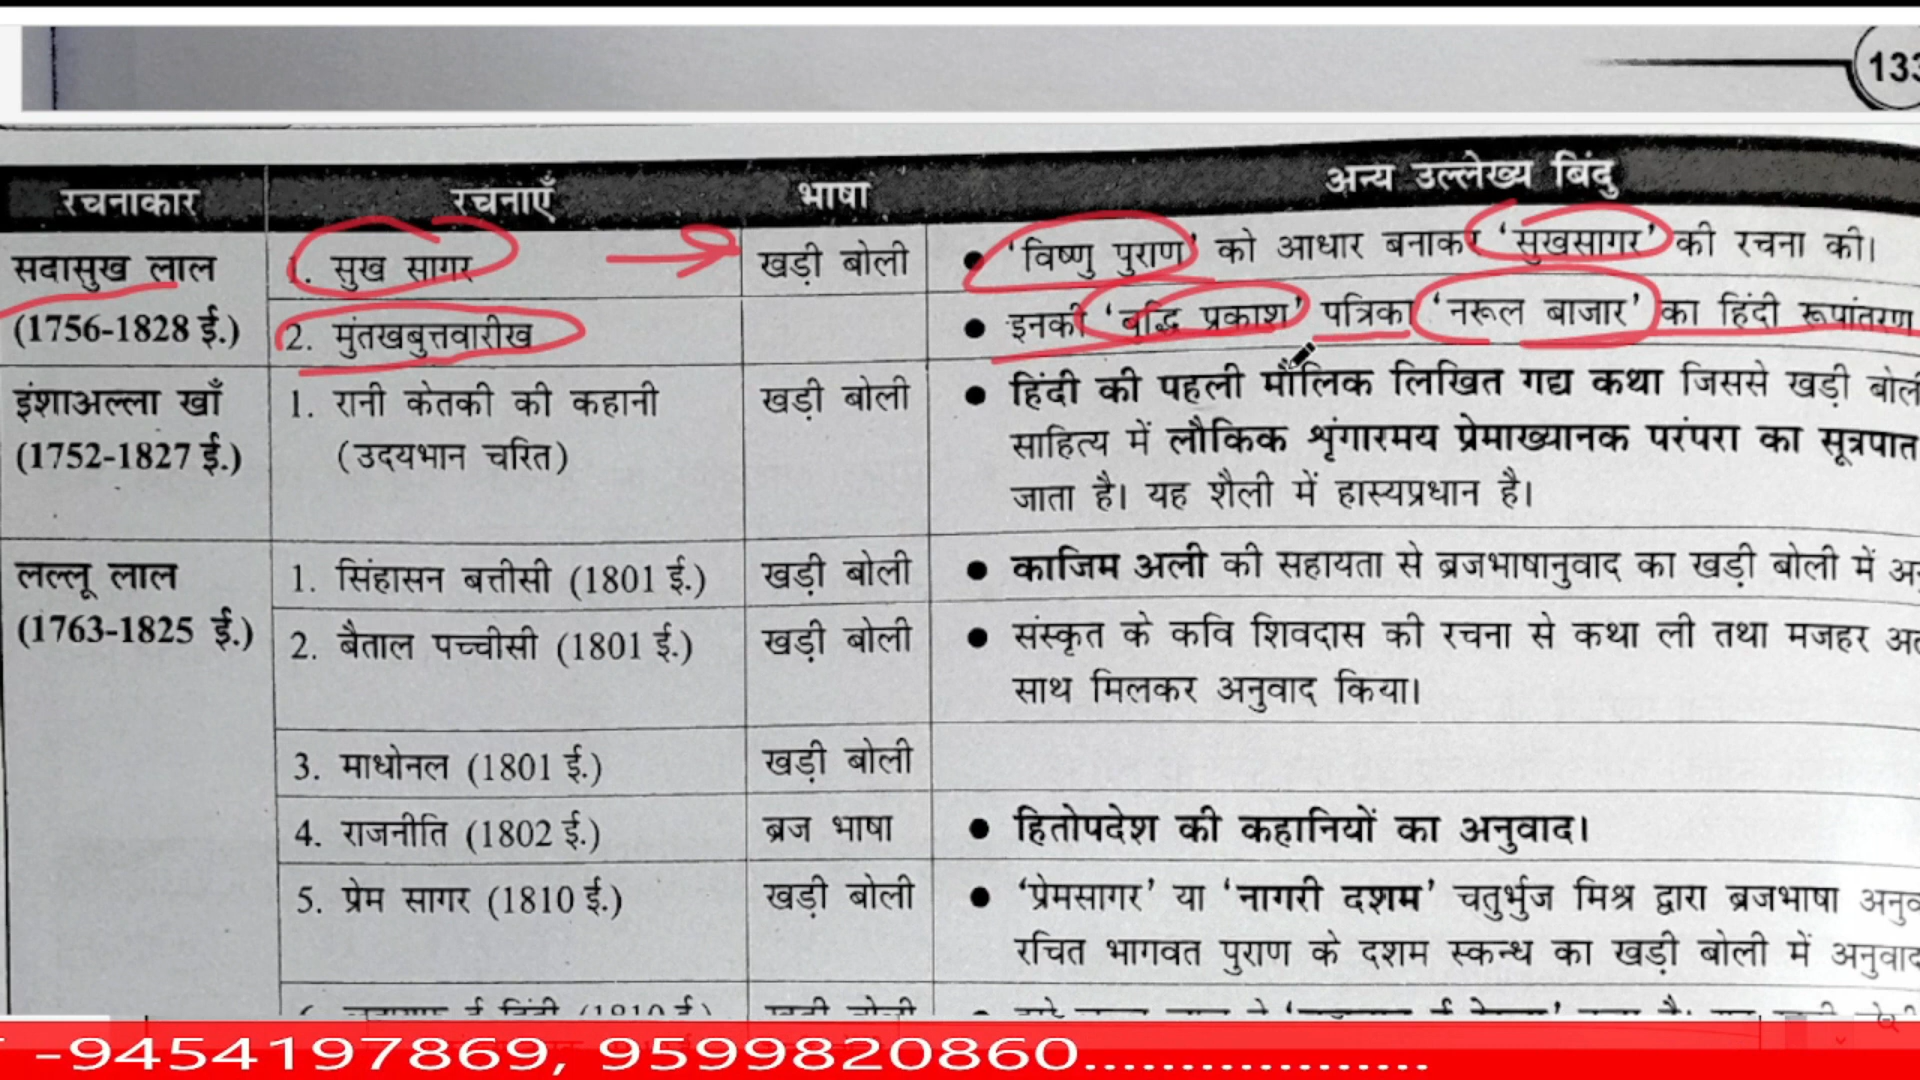 133
रचनाकार रचनाएँ भाषा अन्य उल्लेख्य बिंदु
सदासुख लाल 1. सुख सागर खड़ी बोली ● 'विष्णु पुराण' को आधार बनाकर 'सुखसागर' की रचना की।
(1756-1828 ई.) 2. मुंतखबुत्तवारीख ● इनकी 'बुद्धि प्रकाश' पत्रिका 'नरूल बाजार' का हिंदी रूपांतरण
इंशाअल्ला खाँ 1. रानी केतकी की कहानी खड़ी बोली ● हिंदी की पहली मौलिक लिखित गद्य कथा जिससे खड़ी बोली
(1752-1827 ई.) (उदयभान चरित) साहित्य में लौकिक शृंगारमय प्रेमाख्यानक परंपरा का सूत्रपात
जाता है। यह शैली में हास्यप्रधान है।
लल्लू लाल 1. सिंहासन बत्तीसी (1801 ई.) खड़ी बोली ● काजिम अली की सहायता से ब्रजभाषानुवाद का खड़ी बोली में
(1763-1825 ई.) 2. बैताल पच्चीसी (1801 ई.) खड़ी बोली ● संस्कृत के कवि शिवदास की रचना से कथा ली तथा मजहर
साथ मिलकर अनुवाद किया।
3. माधोनल (1801 ई.) खड़ी बोली
4. राजनीति (1802 ई.) ब्रज भाषा ● हितोपदेश की कहानियों का अनुवाद।
5. प्रेम सागर (1810 ई.) खड़ी बोली ● 'प्रेमसागर' या 'नागरी दशम' चतुर्भुज मिश्र द्वारा ब्रजभाषा
रचित भागवत पुराण के दशम स्कन्ध का खड़ी बोली में अनुवाद
-9454197869, 9599820860..................